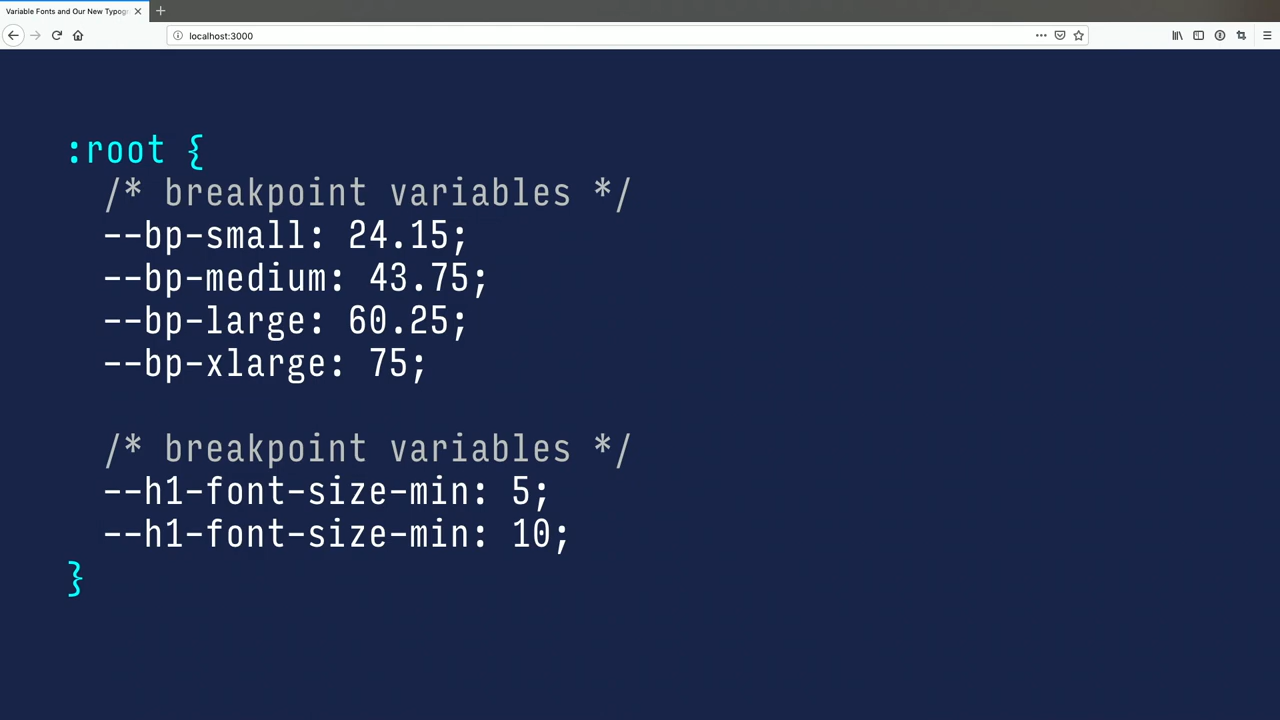 Variable Fonts and Our New Typogr
localhost:3000
:root {
/* breakpoint variables */
--bp-small: 24.15;
--bp-medium: 43.75;
--bp-large: 60.25;
--bp-xlarge: 75;
/* breakpoint variables */
--h1-font-size-min: 5;
--h1-font-size-min: 10;
}